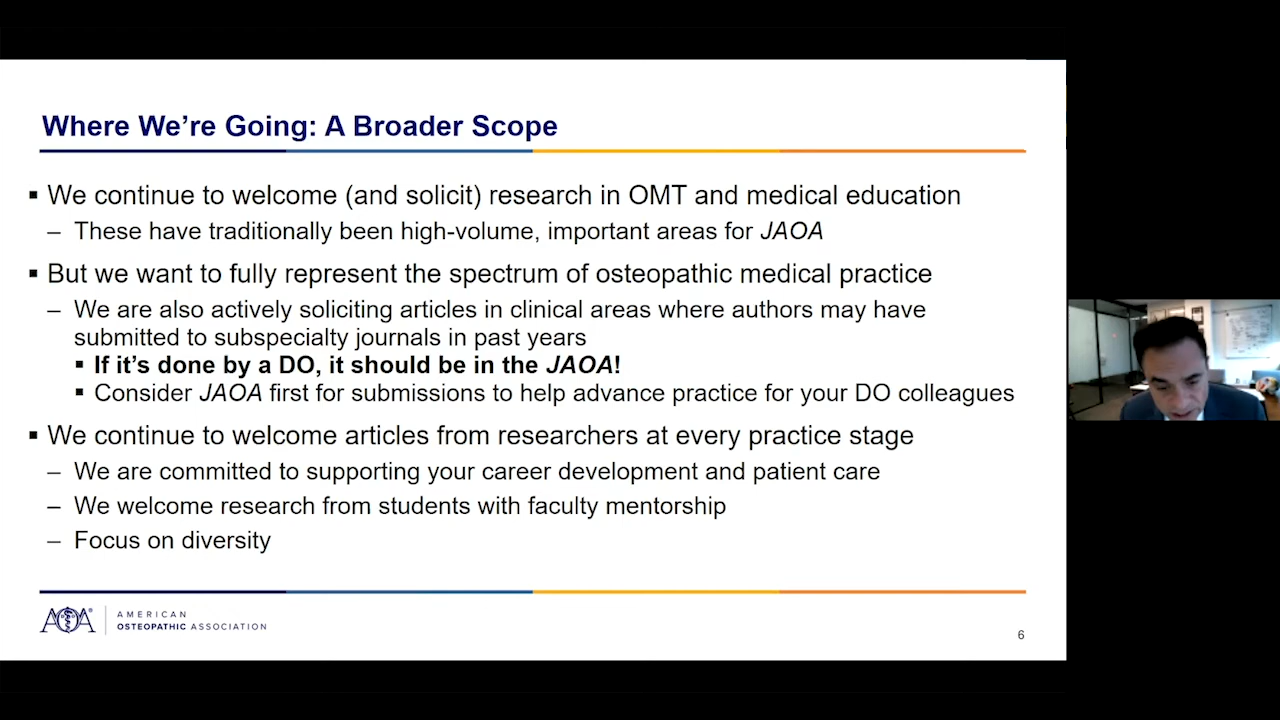 Where We're Going: A Broader Scope
▪ We continue to welcome (and solicit) research in OMT and medical education
– These have traditionally been high-volume, important areas for JAOA
▪ But we want to fully represent the spectrum of osteopathic medical practice
– We are also actively soliciting articles in clinical areas where authors may have
submitted to subspecialty journals in past years
▪ If it's done by a DO, it should be in the JAOA!
▪ Consider JAOA first for submissions to help advance practice for your DO colleagues
▪ We continue to welcome articles from researchers at every practice stage
– We are committed to supporting your career development and patient care
– We welcome research from students with faculty mentorship
– Focus on diversity
AOA
AMERICAN
OSTEOPATHIC ASSOCIATION
6